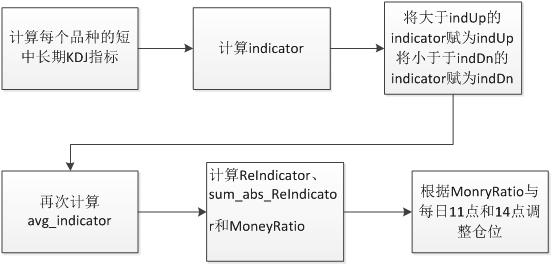 计算每个品种的短
中长期KDJ指标
计算indicator
将大于indUp的
indicator赋为indUp
将小于于indDn的
indicator赋为indDn
再次计算
avg_indicator
计算ReIndicator、
sum_abs_ReIndicato
r和MoneyRatio
根据MonryRatio与
每日11点和14点调
整仓位